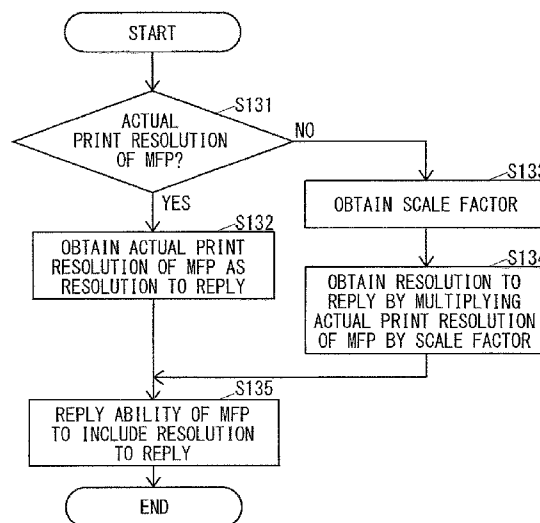 START
S131
ACTUAL
PRINT RESOLUTION
OF MFP?
NO
YES
S132
OBTAIN ACTUAL PRINT
RESOLUTION OF MFP AS
RESOLUTION TO REPLY
S133
OBTAIN SCALE FACTOR
S134
OBTAIN RESOLUTION TO
REPLY BY MULTIPLYING
ACTUAL PRINT RESOLUTION
OF MFP BY SCALE FACTOR
S135
REPLY ABILITY OF MFP
TO INCLUDE RESOLUTION
TO REPLY
END